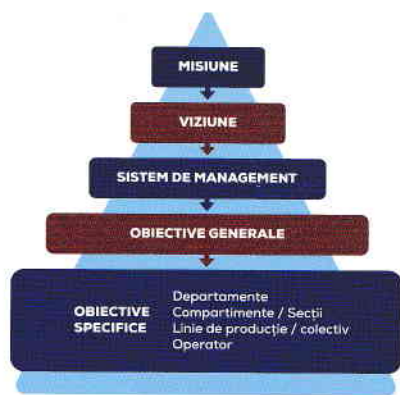 MISIUNE
VIZIUNE
SISTEM DE MANAGEMENT
OBIECTIVE GENERALE
OBIECTIVE
SPECIFICE
Departamente
Compartimente / Secții
Linie de producție / colectiv
Operator